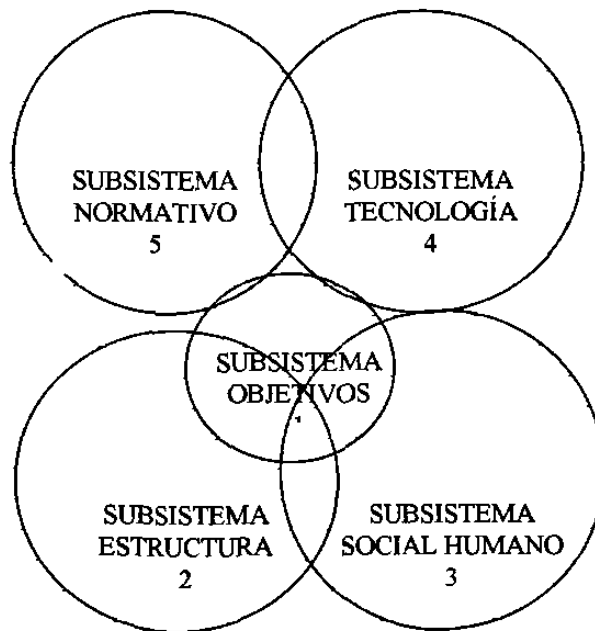 SUBSISTEMA
NORMATIVO
5
SUBSISTEMA
TECNOLOGÍA
4
SUBSISTEMA
OBJETIVOS
SUBSISTEMA
ESTRUCTURA
2
SUBSISTEMA
SOCIAL HUMANO
3